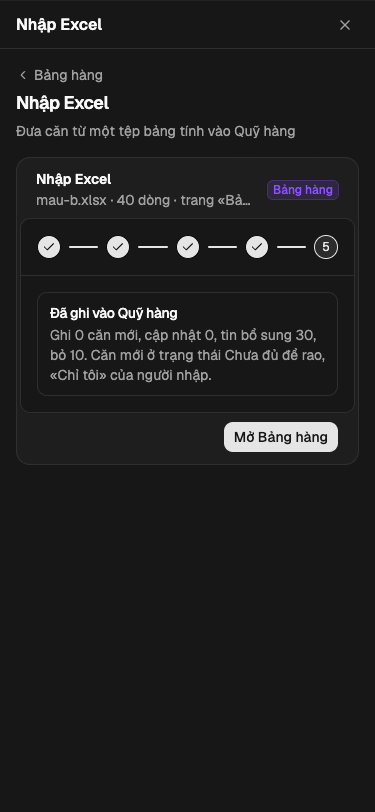 Nhập Excel
Bảng hàng
Nhập Excel
Đưa căn từ một tệp bảng tính vào Quỹ hàng
Nhập Excel
mau-b.xlsx · 40 dòng · trang «Bả...
Bảng hàng
5
Đã ghi vào Quỹ hàng
Ghi 0 căn mới, cập nhật 0, tin bổ sung 30,
bỏ 10. Căn mới ở trạng thái Chưa đủ để rao,
«Chỉ tôi» của người nhập.
Mở Bảng hàng